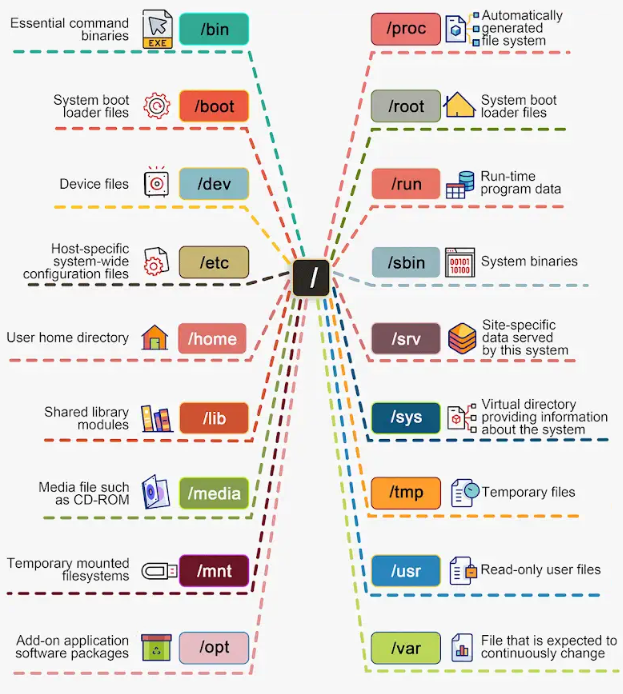 Essential command
binaries
EXE
/bin
System boot
loader files
/boot
Device files
/dev
Host-specific
system-wide
configuration files
/etc
User home directory
/home
Shared library
modules
/lib
Media file such
as CD-ROM
/media
Temporary mounted
filesystems
/mnt
Add-on application
software packages
/opt
/
/proc
Automatically
generated
file system
/root
System boot
loader files
/run
Run-time
program data
/sbin
00101
10100
System binaries
/srv
Site-specific
data served
by this system
/sys
Virtual directory
providing information
about the system
/tmp
Temporary files
/usr
Read-only user files
/var
File that is expected to
continuously change